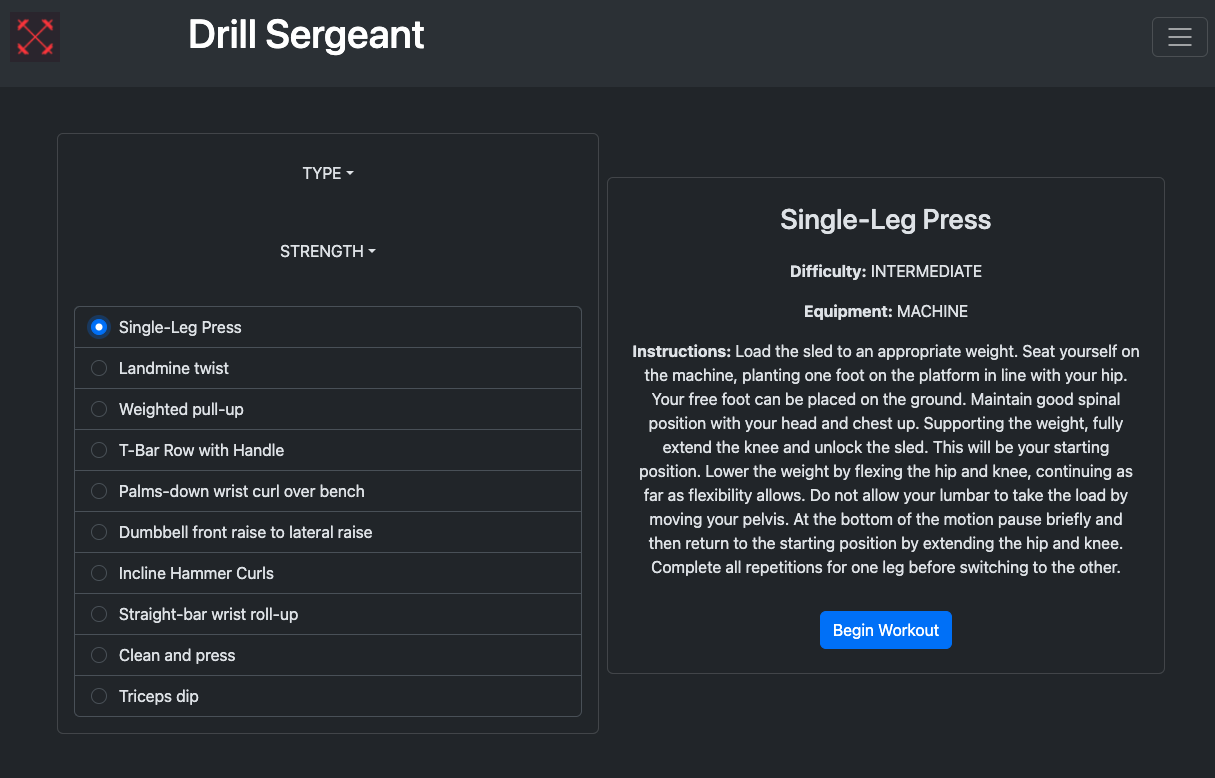 Drill Sergeant
TYPE
STRENGTH
Single-Leg Press
Landmine twist
Weighted pull-up
T-Bar Row with Handle
Palms-down wrist curl over bench
Dumbbell front raise to lateral raise
Incline Hammer Curls
Straight-bar wrist roll-up
Clean and press
Triceps dip
Single-Leg Press
Difficulty: INTERMEDIATE
Equipment: MACHINE
Instructions: Load the sled to an appropriate weight. Seat yourself on
the machine, planting one foot on the platform in line with your hip.
Your free foot can be placed on the ground. Maintain good spinal
position with your head and chest up. Supporting the weight, fully
extend the knee and unlock the sled. This will be your starting
position. Lower the weight by flexing the hip and knee, continuing as
far as flexibility allows. Do not allow your lumbar to take the load by
moving your pelvis. At the bottom of the motion pause briefly and
then return to the starting position by extending the hip and knee.
Complete all repetitions for one leg before switching to the other.
Begin Workout